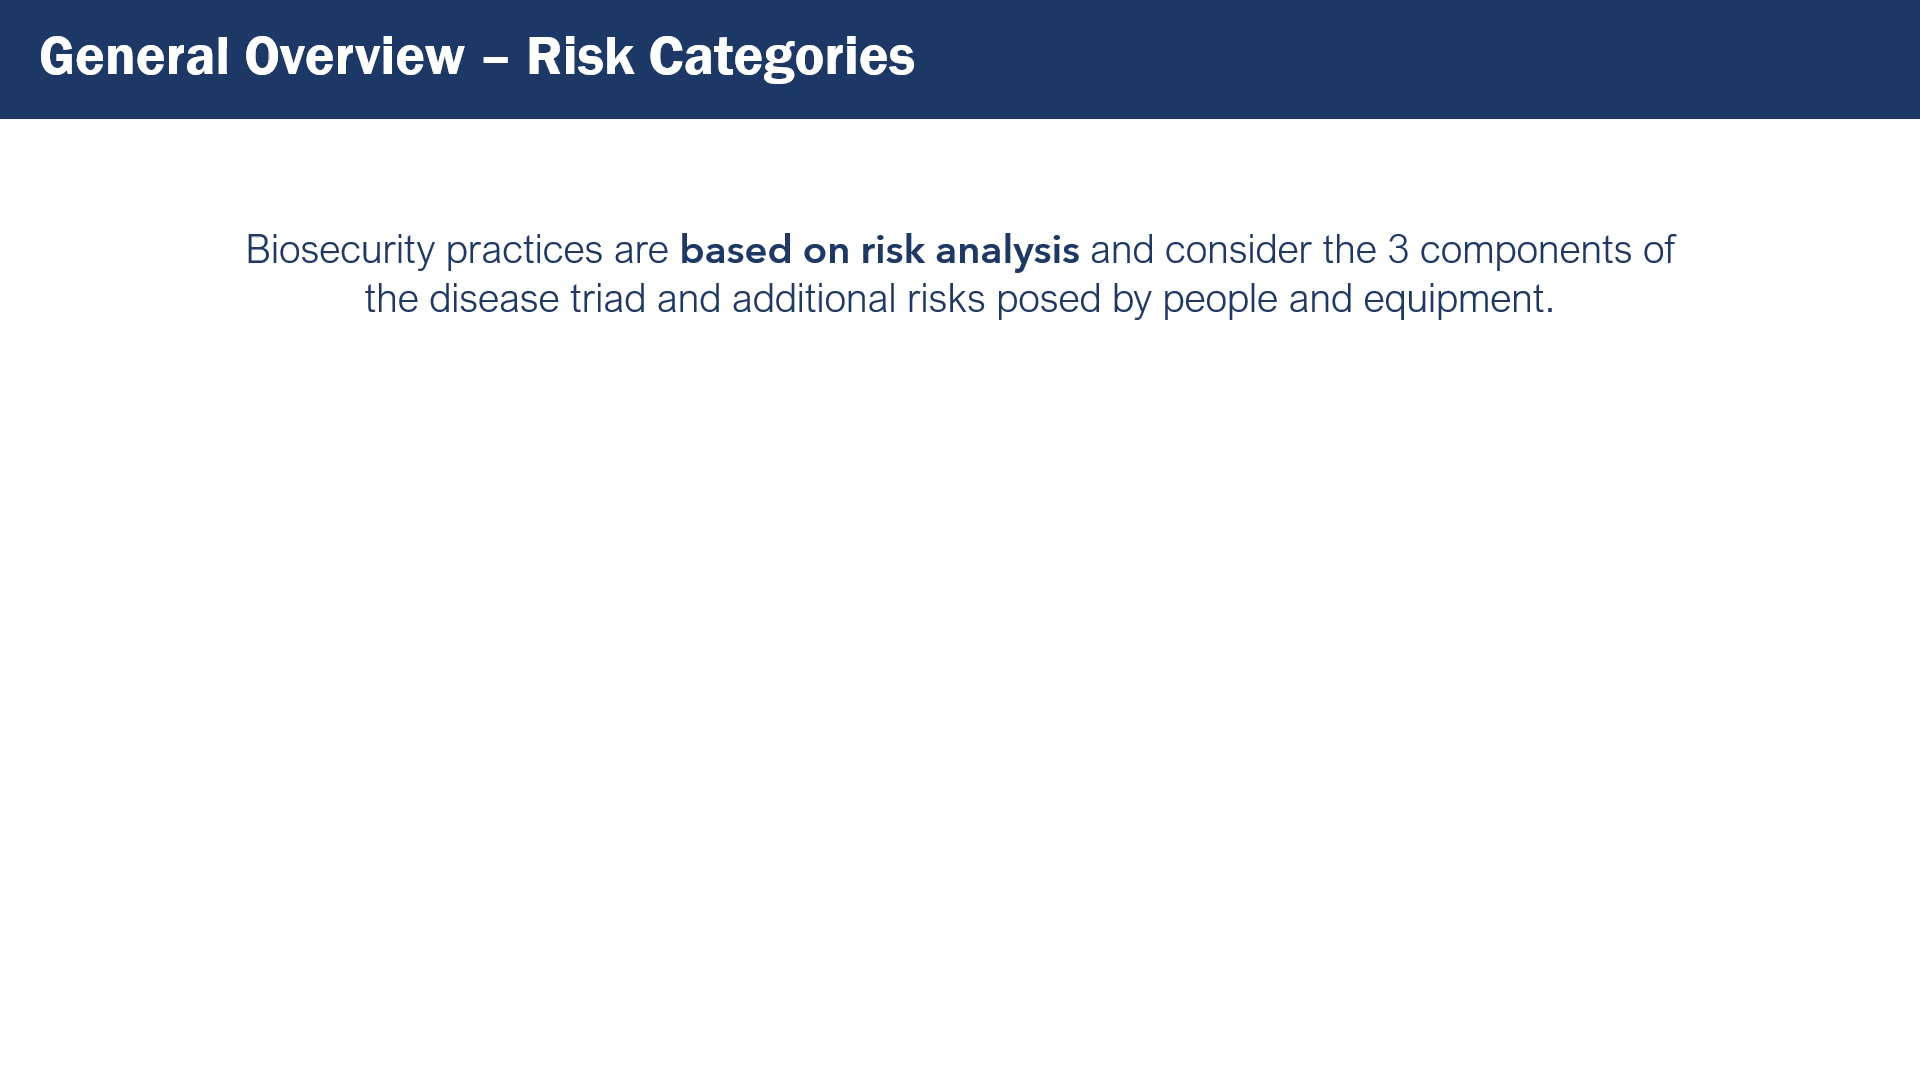 General Overview – Risk Categories
Biosecurity practices are based on risk analysis and consider the 3 components of
the disease triad and additional risks posed by people and equipment.